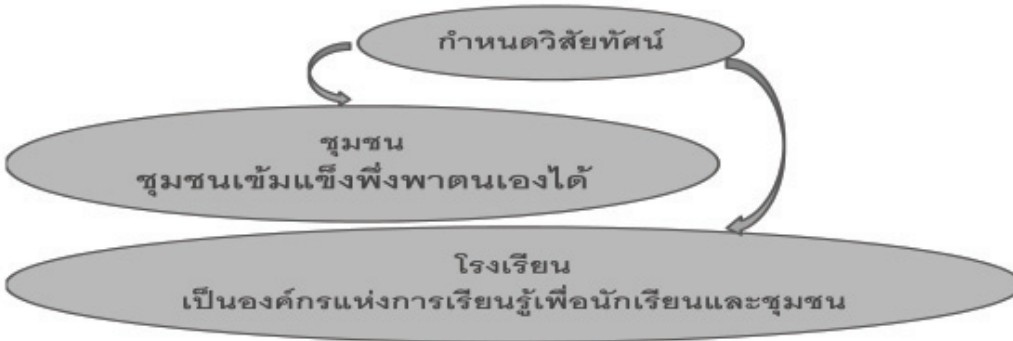 กำหนดวิสัยทัศน์
ชุมชน
ชุมชนเข้มแข็งพึ่งพาตนเองได้
โรงเรียน
เป็นองค์กรแห่งการเรียนรู้เพื่อนักเรียนและชุมชน